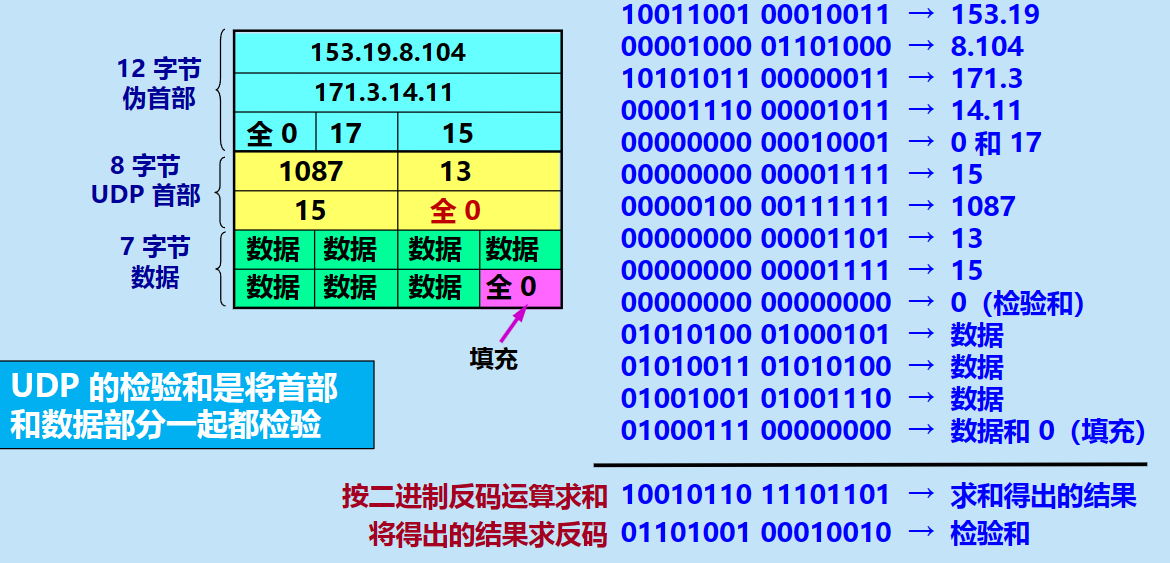 12 字节
伪首部
153.19.8.104
171.3.14.11
全 0 17 15
8 字节
UDP 首部
1087 13
15 全 0
7 字节
数据
数据 数据 数据 数据
数据 数据 数据 全 0
填充
UDP 的检验和是将首部
和数据部分一起都检验
10011001 00010011 → 153.19
00001000 01101000 → 8.104
10101011 00000011 → 171.3
00001110 00001011 → 14.11
00000000 00010001 → 0 和 17
00000000 00001111 → 15
00000100 00111111 → 1087
00000000 00001101 → 13
00000000 00001111 → 15
00000000 00000000 → 0（检验和）
01010100 01000101 → 数据
01010011 01010100 → 数据
01001001 01001110 → 数据
01000111 00000000 → 数据和 0（填充）
按二进制反码运算求和 10010110 11101101 → 求和得出的结果
将得出的结果求反码 01101001 00010010 → 检验和